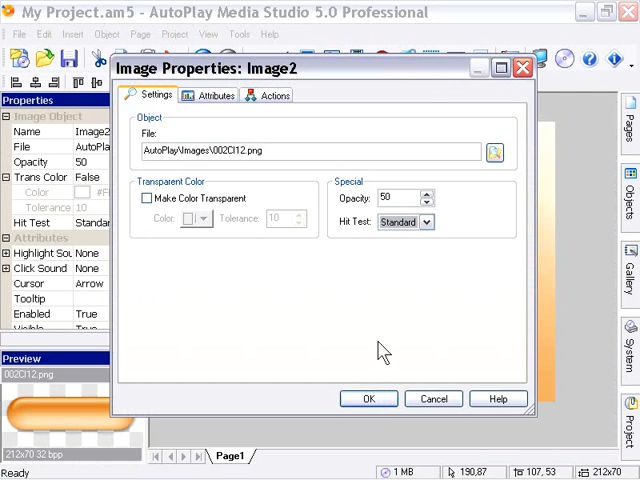 My Project.am5 - AutoPlay Media Studio 5.0 Professional
File Edit Insert Object Page Project View Tools Help
Image Properties: Image2
Settings Attributes Actions
Object
File:
AutoPlay\Images\002Cl12.png
Transparent Color
Make Color Transparent
Color: Tolerance: 10
Special
Opacity: 50
Hit Test: Standard
OK Cancel Help
Properties
Image Object
Name Image2
File AutoPla
Opacity 50
Trans Color False
Color #F
Tolerance 10
Hit Test Standar
Attributes
Highlight Sou None
Click Sound None
Cursor Arrow
Tooltip
Enabled True
Visible True
Preview
002Cl12.png
212x70 32 bpp
Page1
Pages
Objects
Gallery
System
Project
Ready
1 MB 190,87 107, 53 212x70